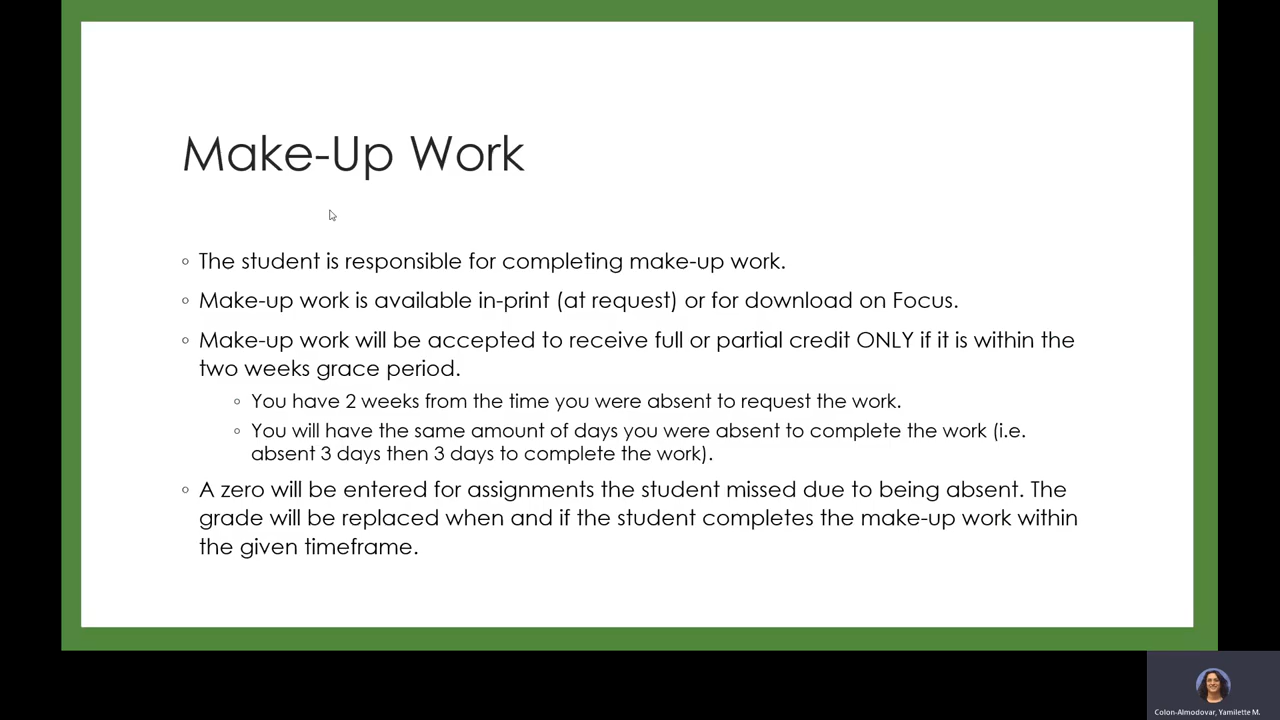 Make-Up Work
◦ The student is responsible for completing make-up work.
◦ Make-up work is available in-print (at request) or for download on Focus.
◦ Make-up work will be accepted to receive full or partial credit ONLY if it is within the
two weeks grace period.
◦ You have 2 weeks from the time you were absent to request the work.
◦ You will have the same amount of days you were absent to complete the work (i.e.
absent 3 days then 3 days to complete the work).
◦ A zero will be entered for assignments the student missed due to being absent. The
grade will be replaced when and if the student completes the make-up work within
the given timeframe.
Colon-Almodovar, Yamilette M.